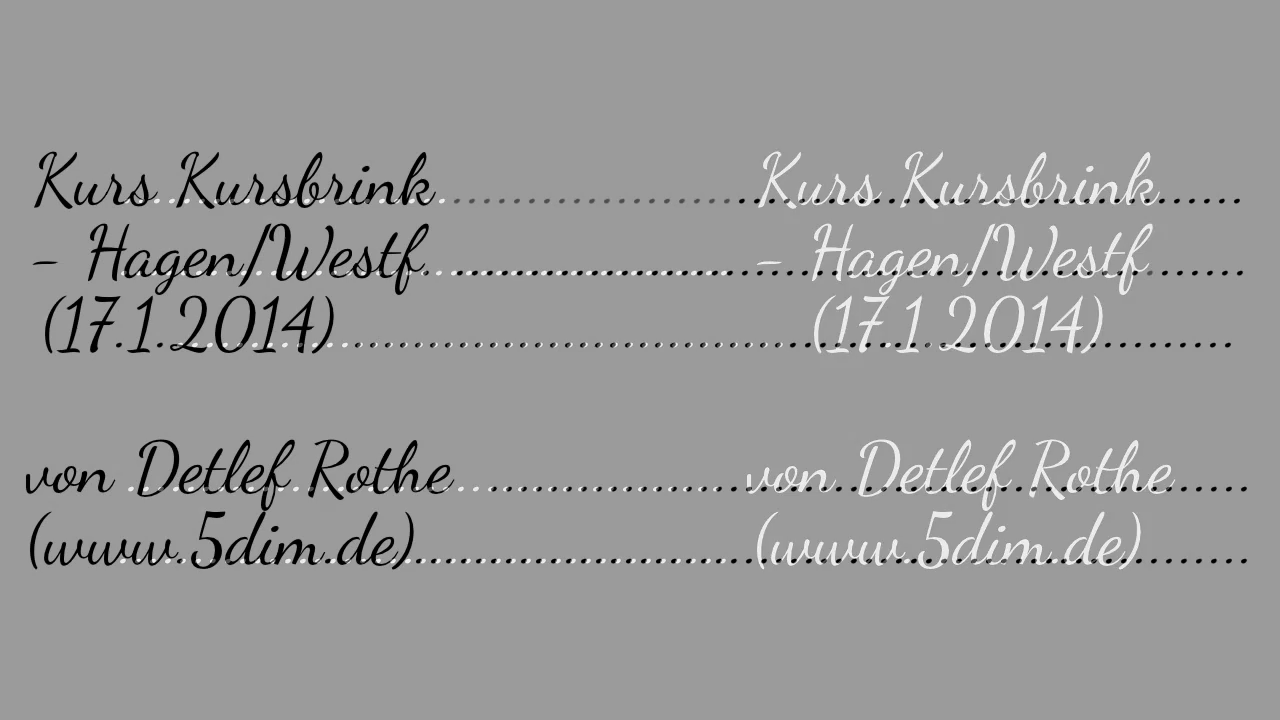 Kurs Kursbrink........................................Kurs Kursbrink......
- Hagen/Westf........................................- Hagen/Westf......
(17.1.2014)........................................(17.1.2014)........
von Detlef Rothe........................................von Detlef Rothe.....
(www.5dim.de)........................................(www.5dim.de).......